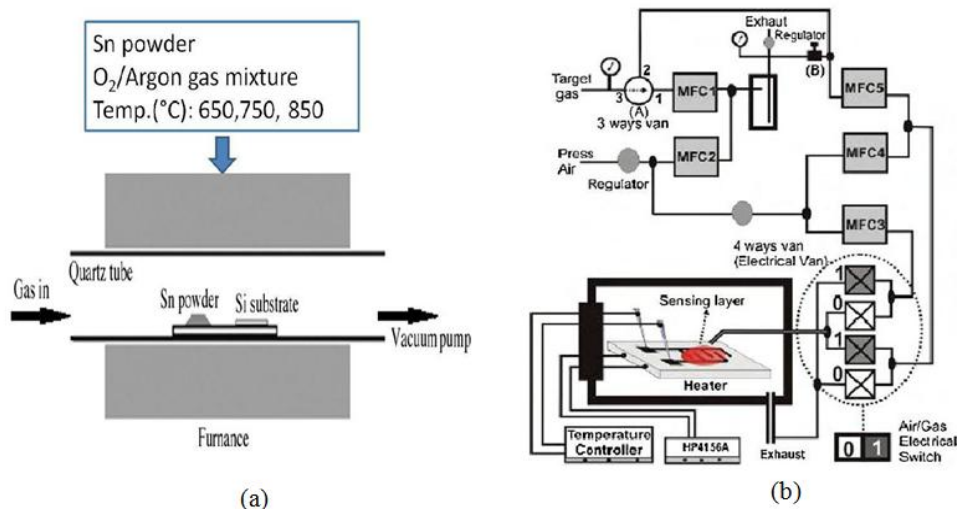 Sn powder
O₂/Argon gas mixture
Temp.(°C): 650,750, 850
Quartz tube
Gas in
Sn powder
Si substrate
Vacuum pump
Furnance
(a)
Exhaut
Regulator
(B)
Target
gas
3
2
1
(A)
3 ways van
MFC1
MFC5
Press
Air
Regulator
MFC2
MFC4
MFC3
4 ways van
(Electrical Van)
1
0
1
0
Sensing layer
Heater
Temperature
Controller
HP4156A
Exhaust
0 1
Air/Gas
Electrical
Switch
(b)